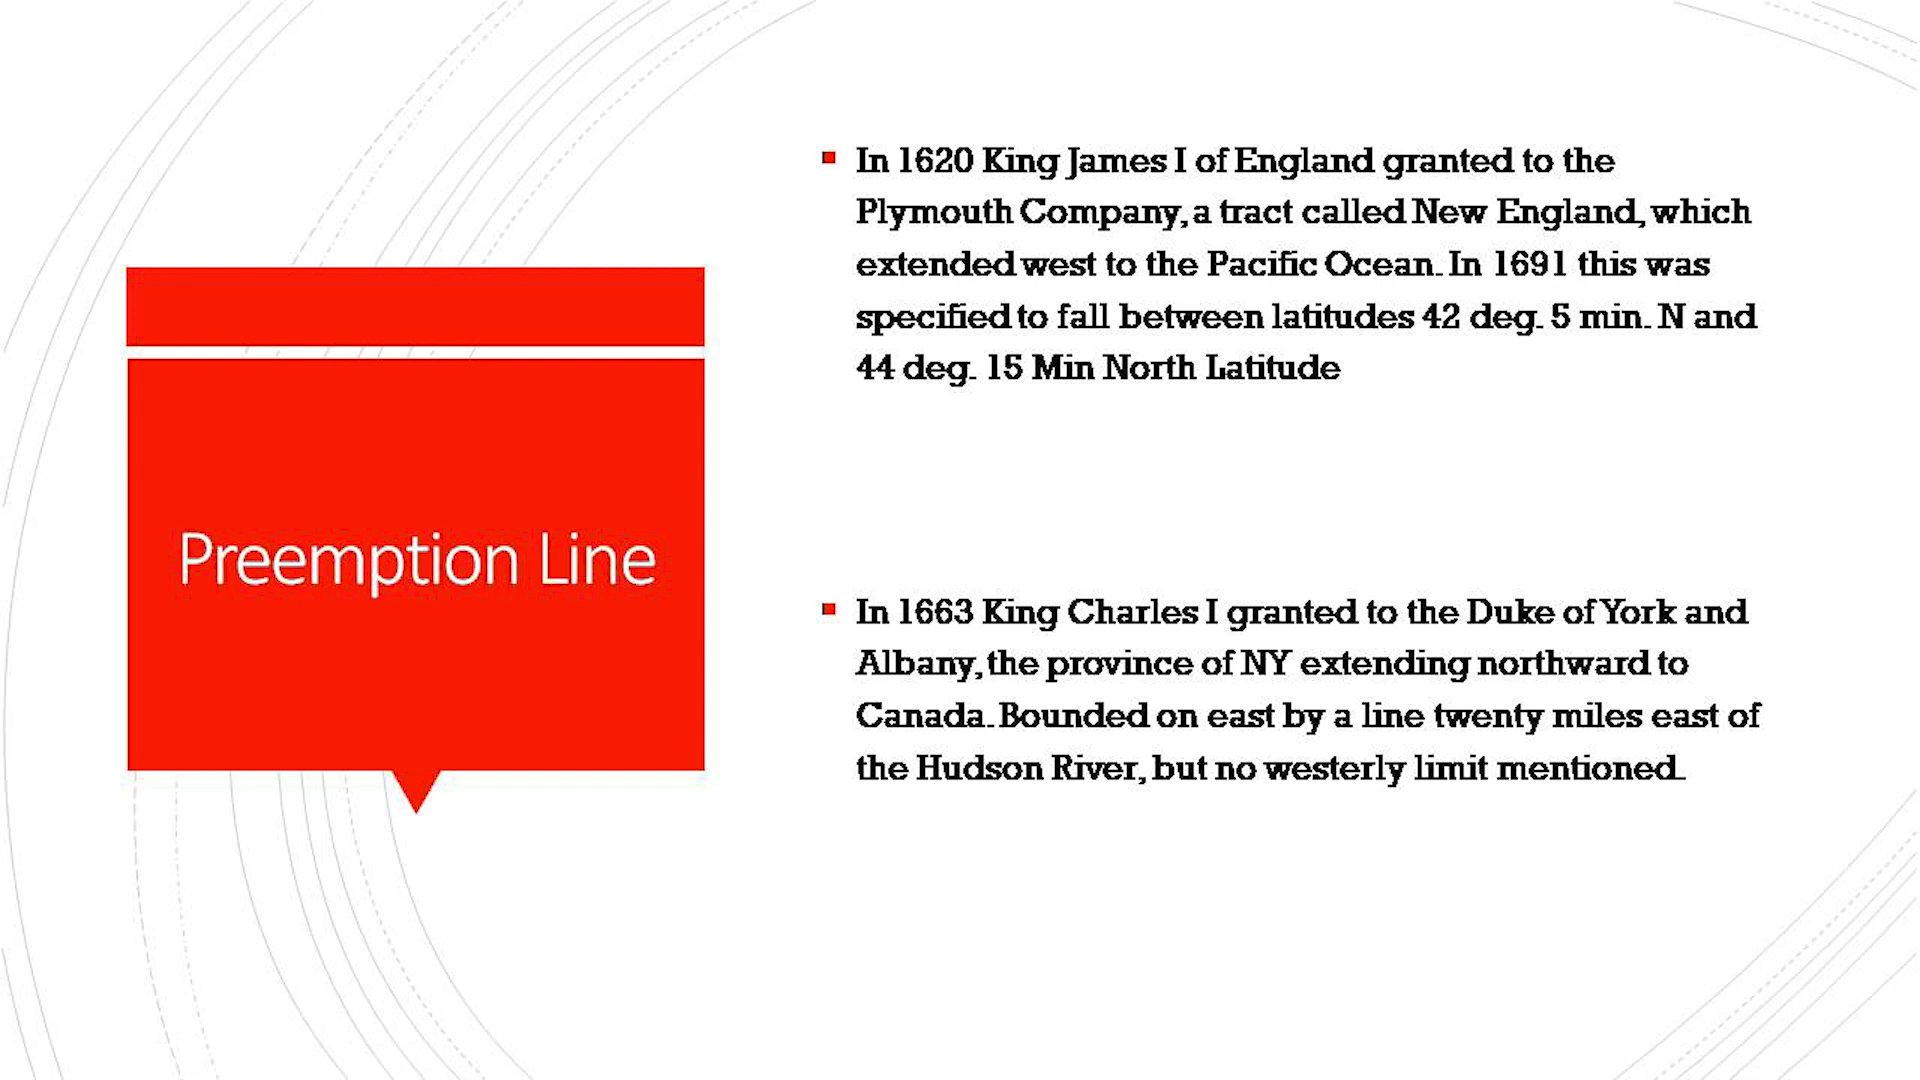 Preemption Line
In 1620 King James I of England granted to the
Plymouth Company, a tract called New England, which
extended west to the Pacific Ocean. In 1691 this was
specified to fall between latitudes 42 deg. 5 min. N and
44 deg. 15 Min North Latitude
In 1663 King Charles I granted to the Duke of York and
Albany, the province of NY extending northward to
Canada. Bounded on east by a line twenty miles east of
the Hudson River, but no westerly limit mentioned.